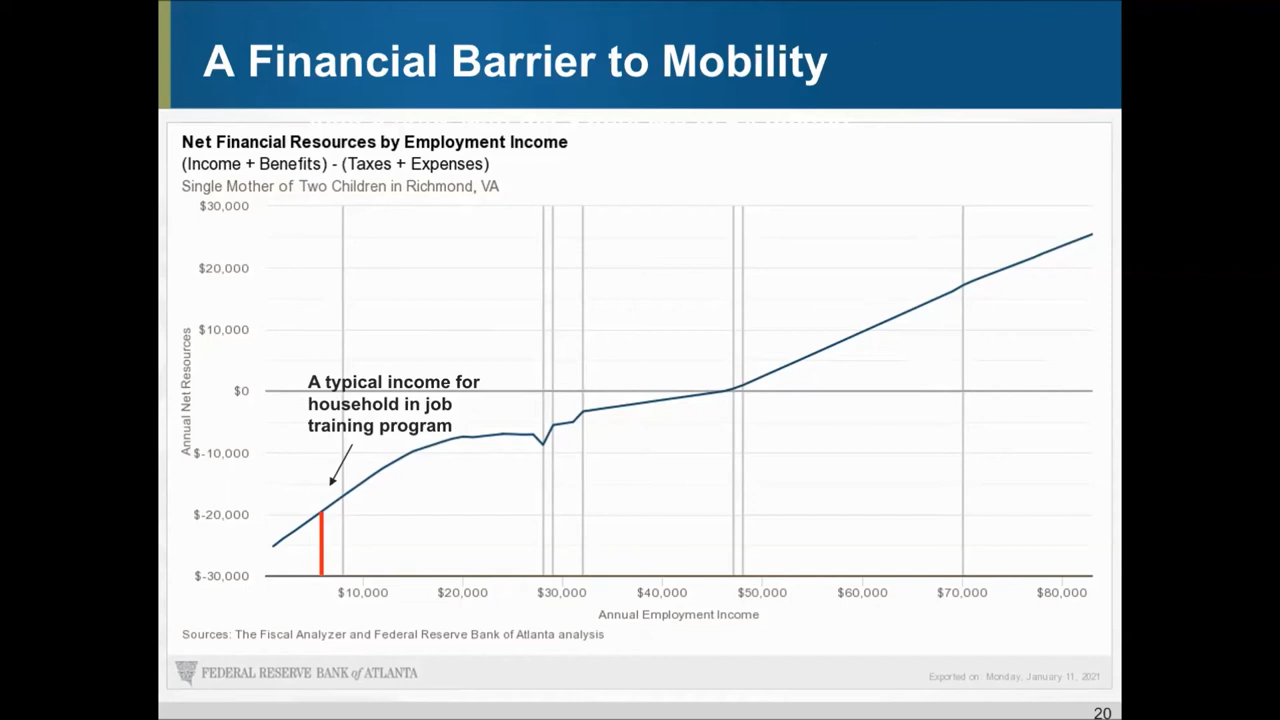 A Financial Barrier to Mobility
Net Financial Resources by Employment Income
(Income + Benefits) - (Taxes + Expenses)
Single Mother of Two Children in Richmond, VA
$30,000
$20,000
$10,000
$0
$-10,000
$-20,000
$-30,000
Annual Net Resources
A typical income for
household in job
training program
$10,000
$20,000
$30,000
$40,000
$50,000
$60,000
$70,000
$80,000
Annual Employment Income
Sources: The Fiscal Analyzer and Federal Reserve Bank of Atlanta analysis
FEDERAL RESERVE BANK of ATLANTA
Exported on: Monday, January 11, 2021
20